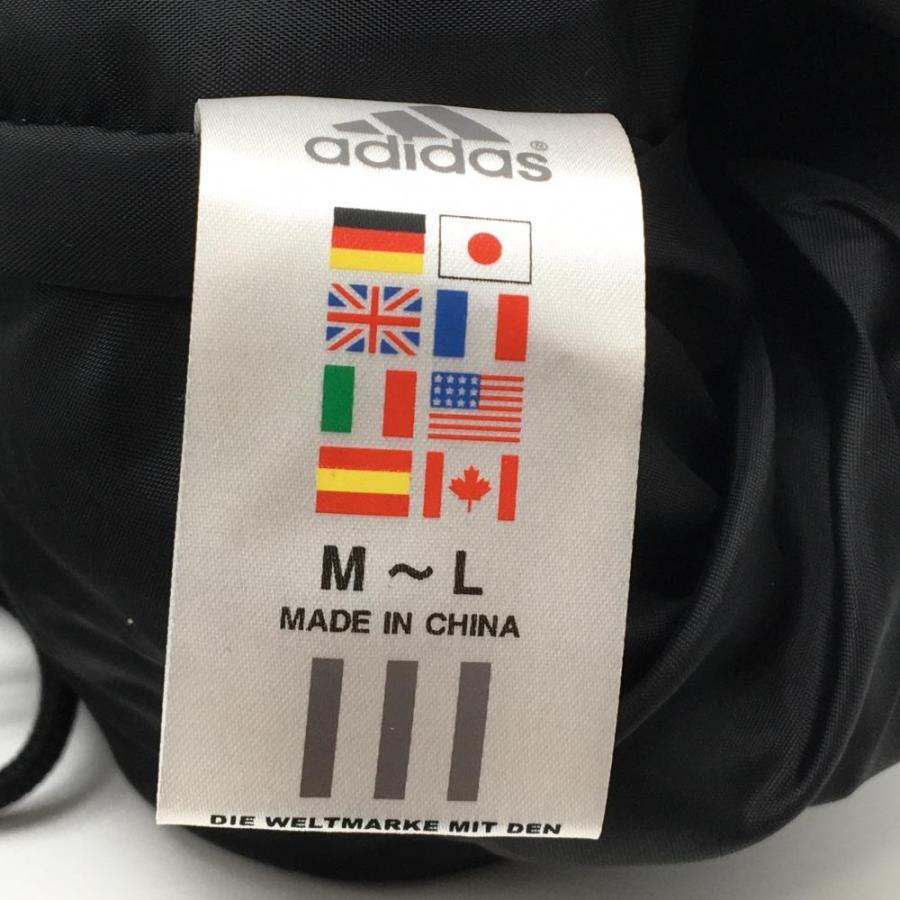 adidas®
M ~ L
MADE IN CHINA
DIE WELTMARKE MIT DEN